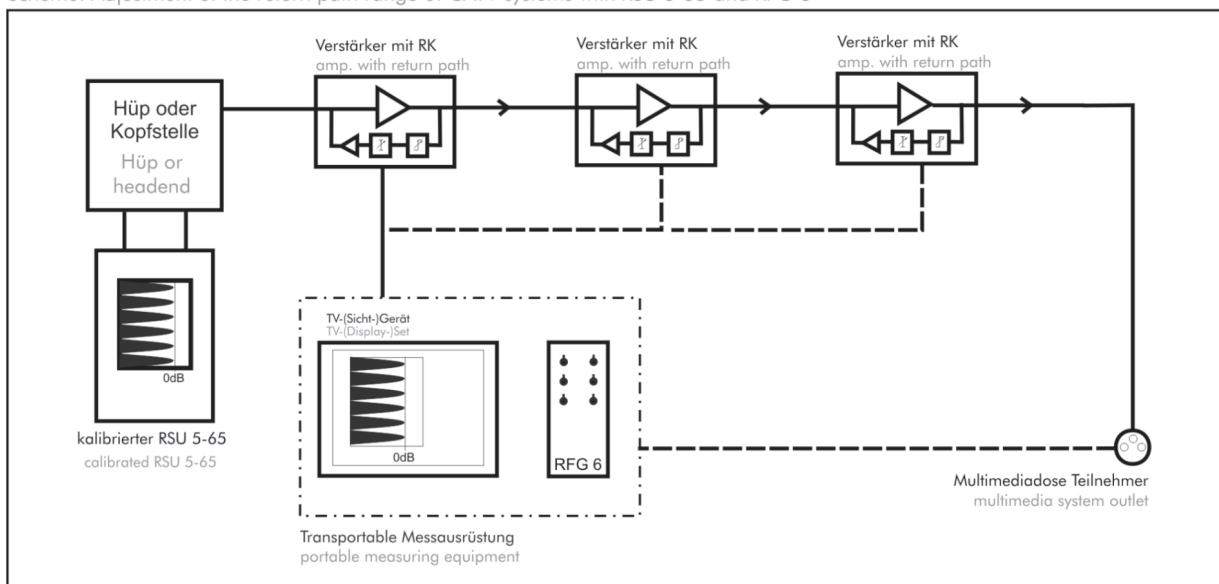 Verstärker mit RK
amp. with return path
Verstärker mit RK
amp. with return path
Verstärker mit RK
amp. with return path
Hüp oder
Kopfstelle
Hüp or
headend
0dB
kalibrierter RSU 5-65
calibrated RSU 5-65
TV-(Sicht-)Gerät
TV-(Display-)Set
0dB
RFG 6
Transportable Messausrüstung
portable measuring equipment
Multimediadose Teilnehmer
multimedia system outlet